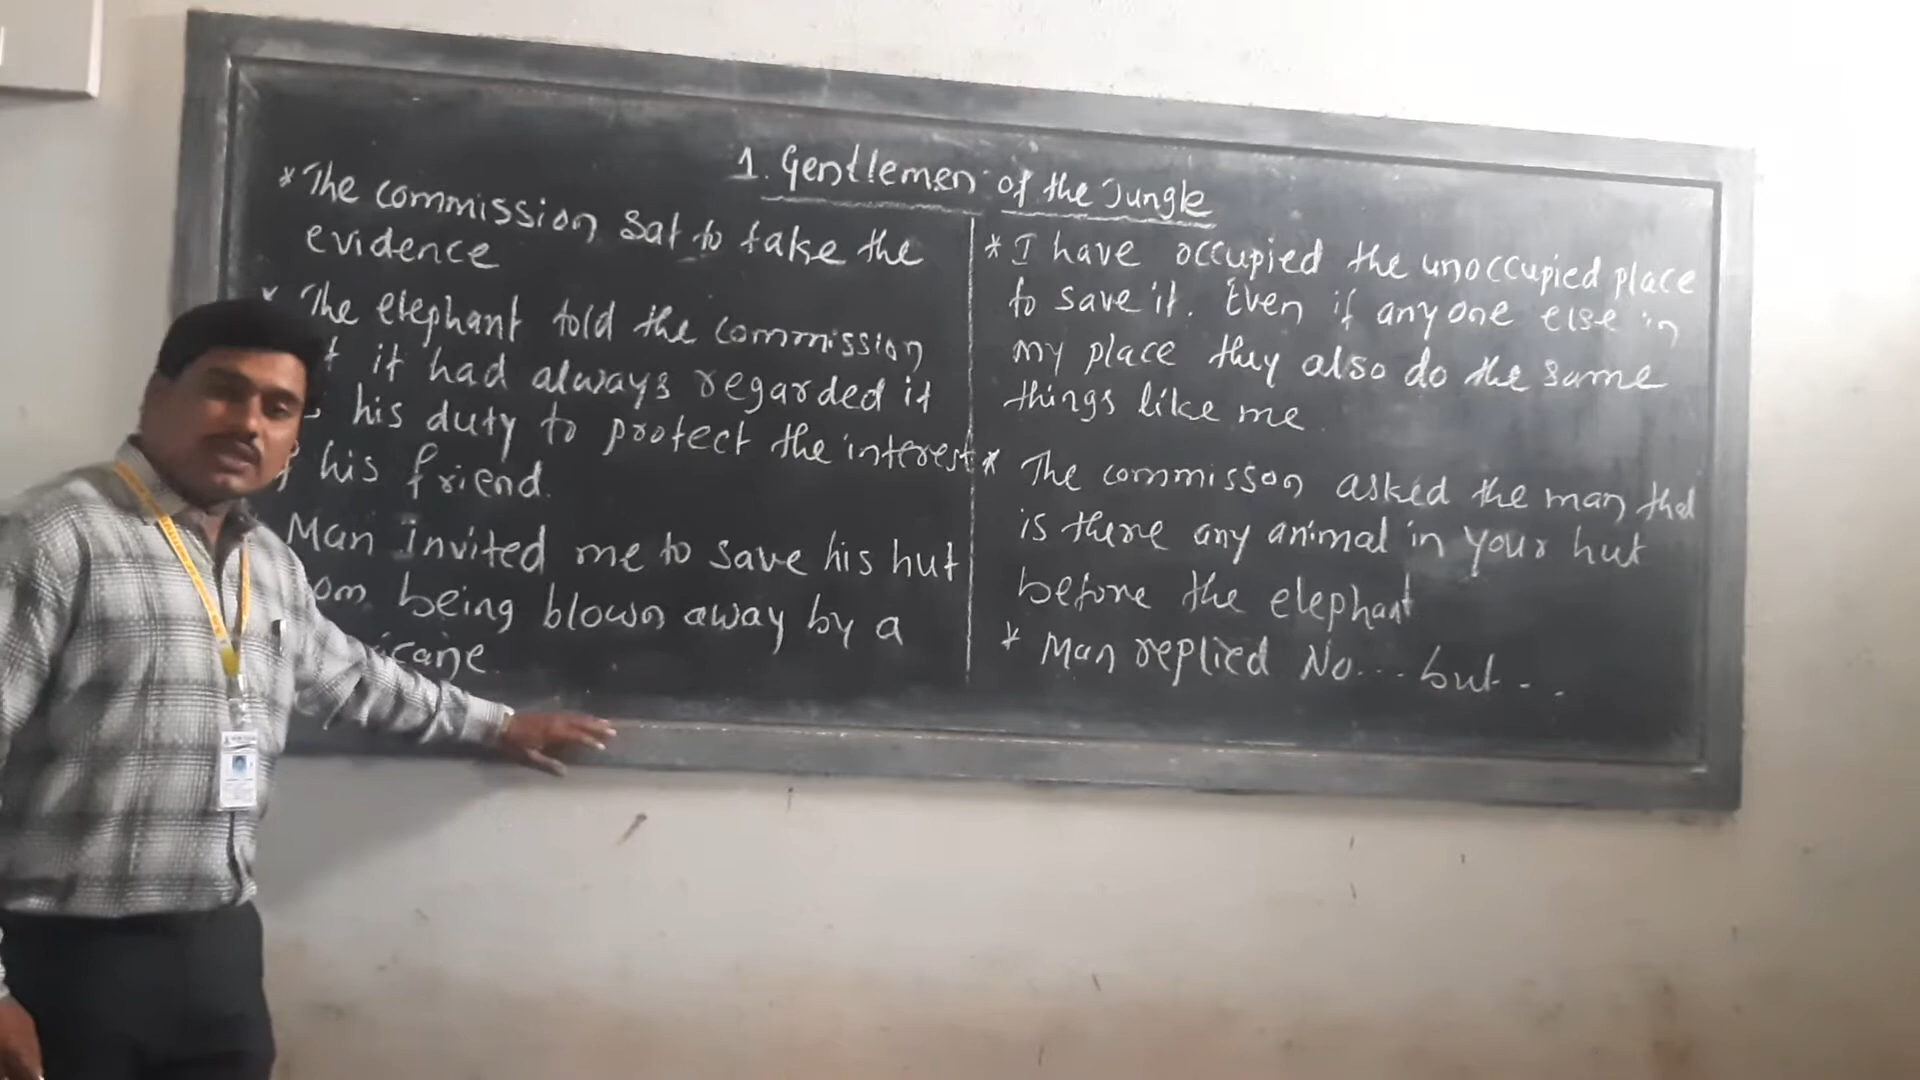 1. Gentlemen of the Jungle
* The commission sat to take the
evidence
* The elephant told the commission
it had always regarded it
his duty to protect the interest
his friend.
Man invited me to save his hut
being blown away by a
* I have occupied the unoccupied place
to save it. Even if anyone else in
my place they also do the same
things like me.
* The commisson asked the man that
is there any animal in your hut
before the elephant
* Man replied No... but...